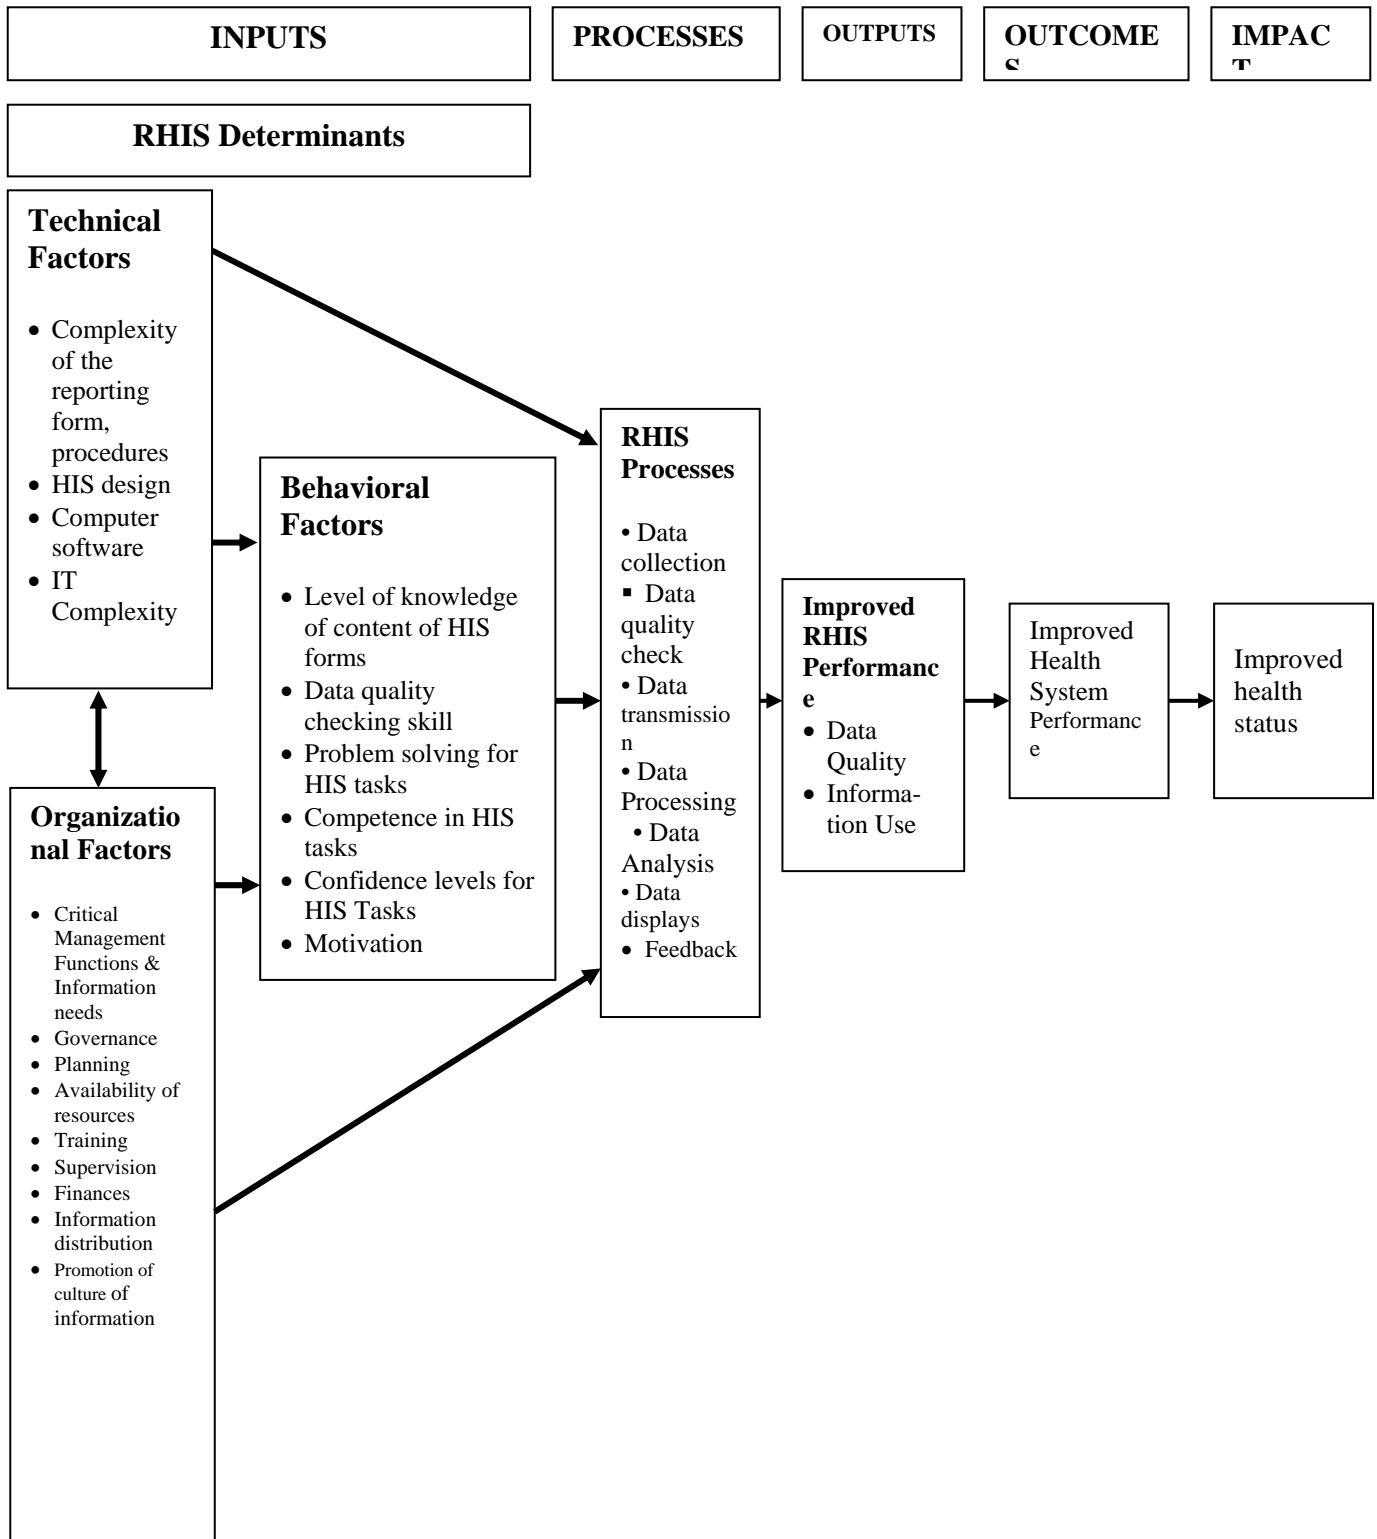 INPUTS
PROCESSES
OUTPUTS
OUTCOME
S
IMPAC
T
RHIS Determinants
Technical
Factors
• Complexity
of the
reporting
form,
procedures
• HIS design
• Computer
software
• IT
Complexity
Organizatio
nal Factors
• Critical
Management
Functions &
Information
needs
• Governance
• Planning
• Availability of
resources
• Training
• Supervision
• Finances
• Information
distribution
• Promotion of
culture of
information
Behavioral
Factors
• Level of knowledge
of content of HIS
forms
• Data quality
checking skill
• Problem solving for
HIS tasks
• Competence in HIS
tasks
• Confidence levels for
HIS Tasks
• Motivation
RHIS
Processes
• Data
collection
▪ Data
quality
check
• Data
transmissio
n
• Data
Processing
• Data
Analysis
• Data
displays
• Feedback
Improved
RHIS
Performanc
e
• Data
Quality
• Informa-
tion Use
Improved
Health
System
Performanc
e
Improved
health
status